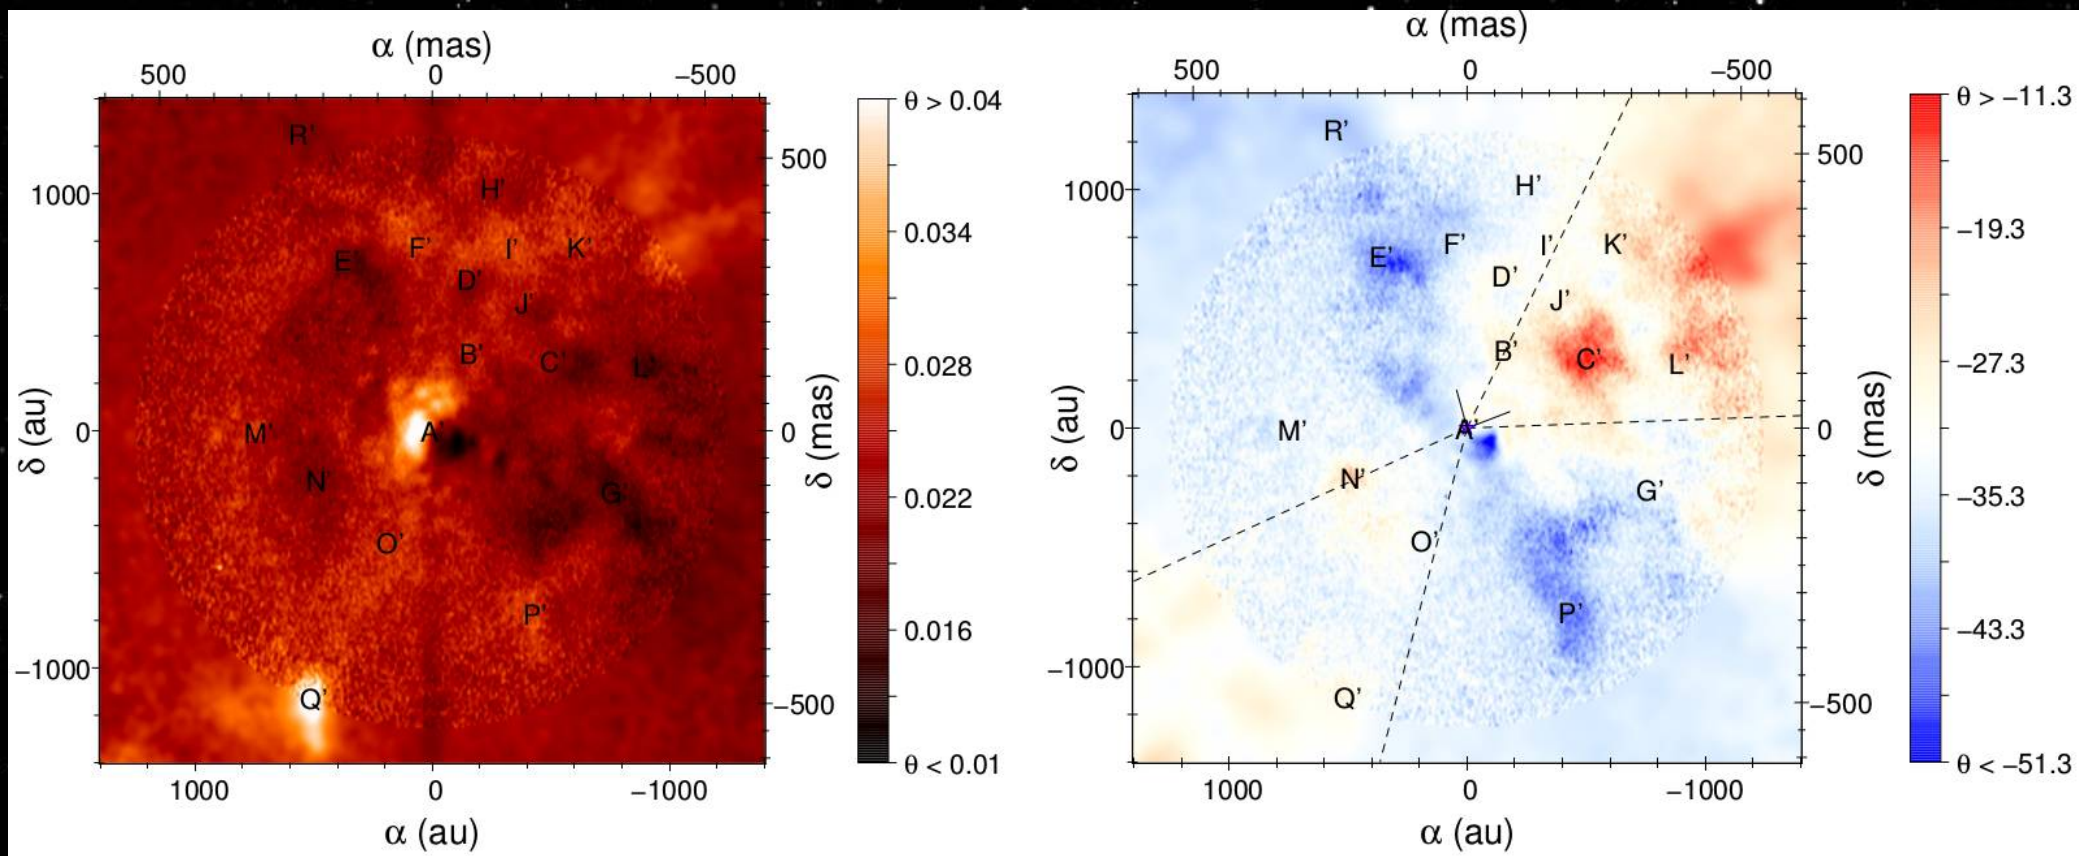 α (mas)
500 0 −500
R'
H'
E' F' I' K'
D'
J'
B' C' L'
M' A'
N
G'
O'
P'
Q'
1000
0
−1000
δ (au)
500
0
−500
δ (mas)
1000 0 −1000
α (au)
θ > 0.04
0.034
0.028
0.022
0.016
θ < 0.01
α (mas)
500 0 −500
R'
H'
E' F' I' K'
D'
J'
B' C' L'
M' A'
N'
G'
O'
P'
Q'
1000
0
−1000
δ (au)
500
0
−500
δ (mas)
1000 0 −1000
α (au)
θ > −11.3
−19.3
−27.3
−35.3
−43.3
θ < −51.3